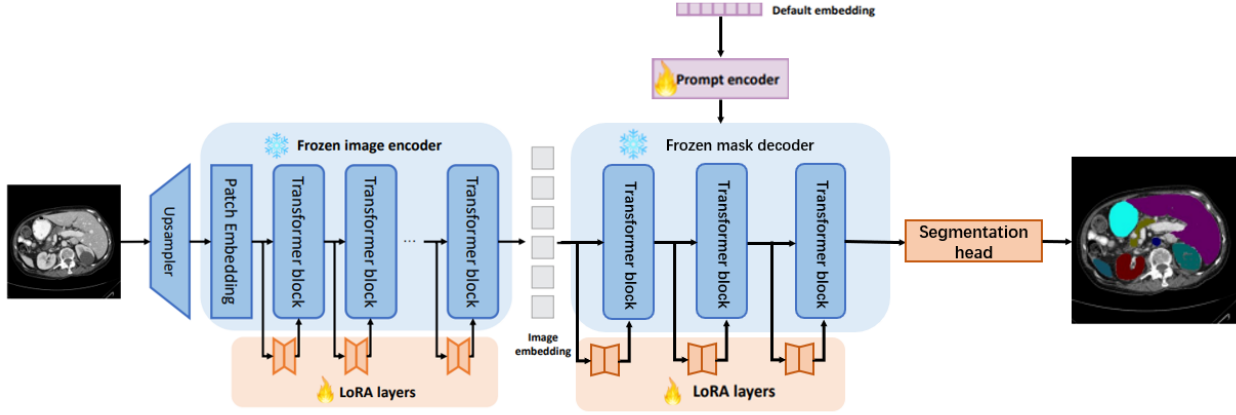 Default embedding
Prompt encoder
Frozen image encoder
Frozen mask decoder
Upsampler
Patch Embedding
Transformer block
Transformer block
...
Transformer block
Image
embedding
Transformer block
Transformer block
Transformer block
Segmentation
head
LoRA layers
LoRA layers